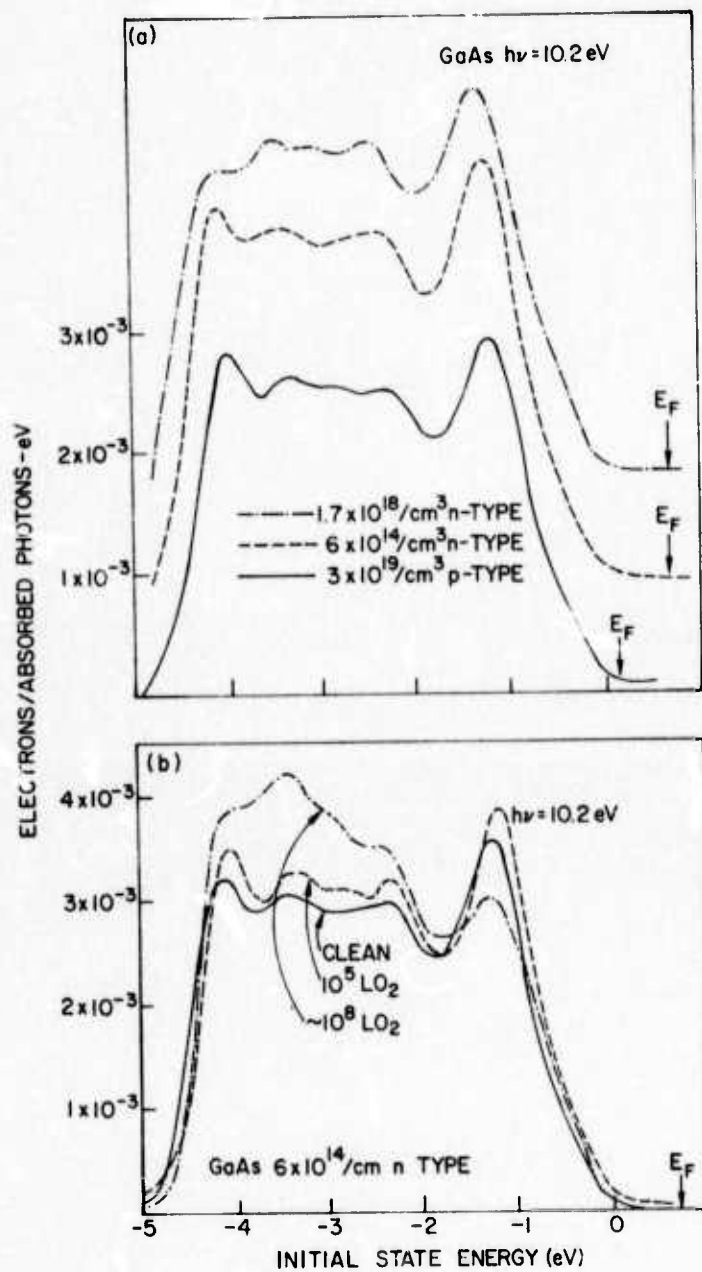 (a)
GaAs hν=10.2 eV
3x10⁻³
2x10⁻³
1x10⁻³
E_F
E_F
E_F
1.7x10¹⁸/cm³ n-TYPE
6x10¹⁴/cm³ n-TYPE
3x10¹⁹/cm³ p-TYPE
ELECTRONS/ABSORBED PHOTONS-eV
(b)
hν=10.2 eV
4x10⁻³
3x10⁻³
2x10⁻³
1x10⁻³
CLEAN
10⁵ LO₂
~10⁸ LO₂
GaAs 6x10¹⁴/cm n TYPE
E_F
-5 -4 -3 -2 -1 0
INITIAL STATE ENERGY (eV)